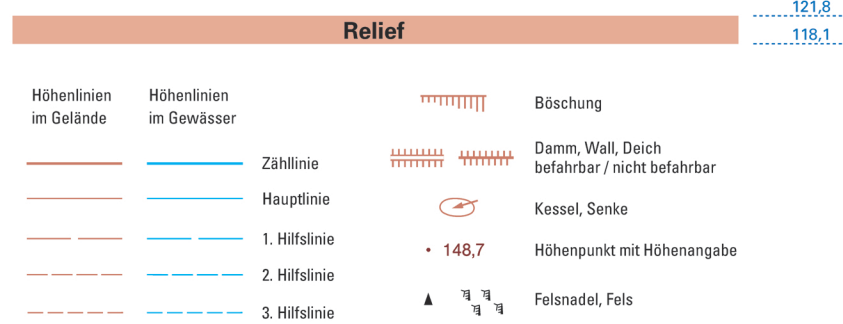 121,8
Relief
118,1
Höhenlinien
im Gelände
Höhenlinien
im Gewässer
Zähllinie
Hauptlinie
1. Hilfslinie
2. Hilfslinie
3. Hilfslinie
Böschung
Damm, Wall, Deich
befahrbar / nicht befahrbar
Kessel, Senke
148,7
Höhenpunkt mit Höhenangabe
Felsnadel, Fels